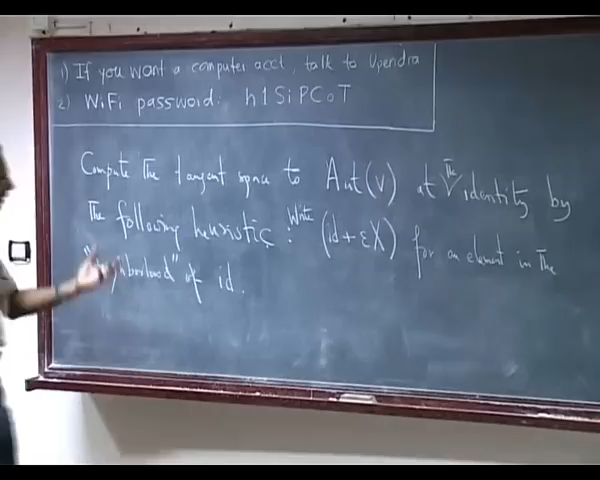 1) If you want a computer acct, talk to Upendra
2) WiFi password: h1SiPCoT
Compute The tangent space to Aut(V) at The identity by
The following heuristic : Write (id + εX) for an element in The
" of id.